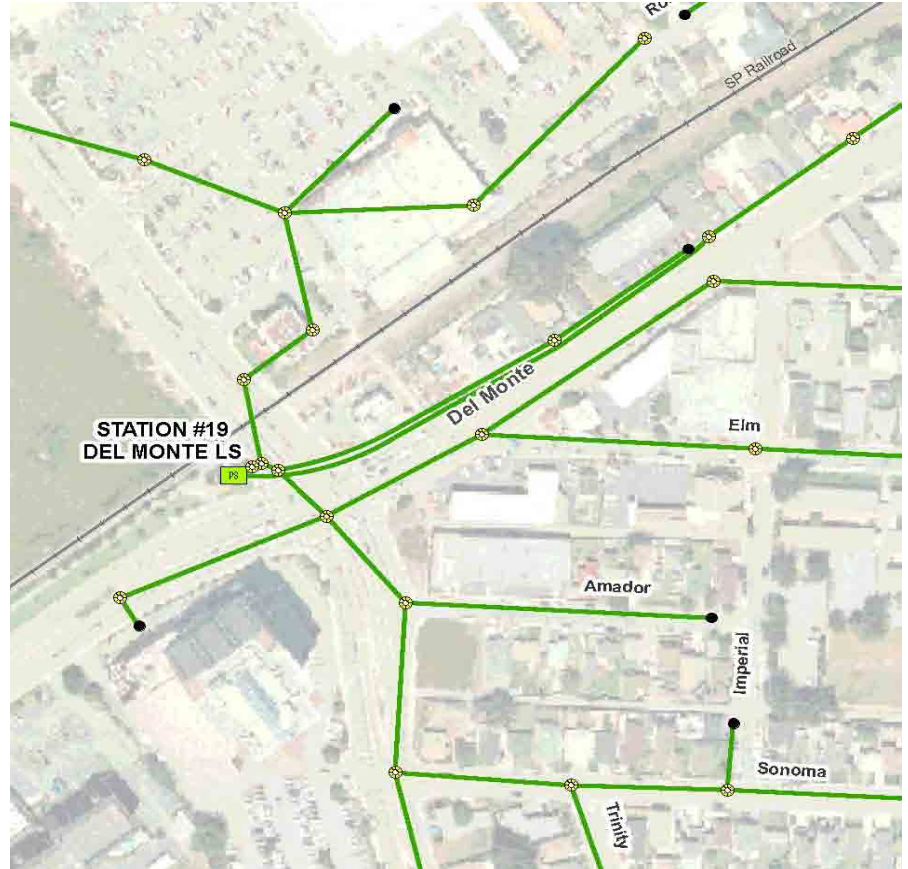 SP Railroad
Del Monte
STATION #19
DEL MONTE LS
PS
Elm
Amador
Imperial
Sonoma
Trinity